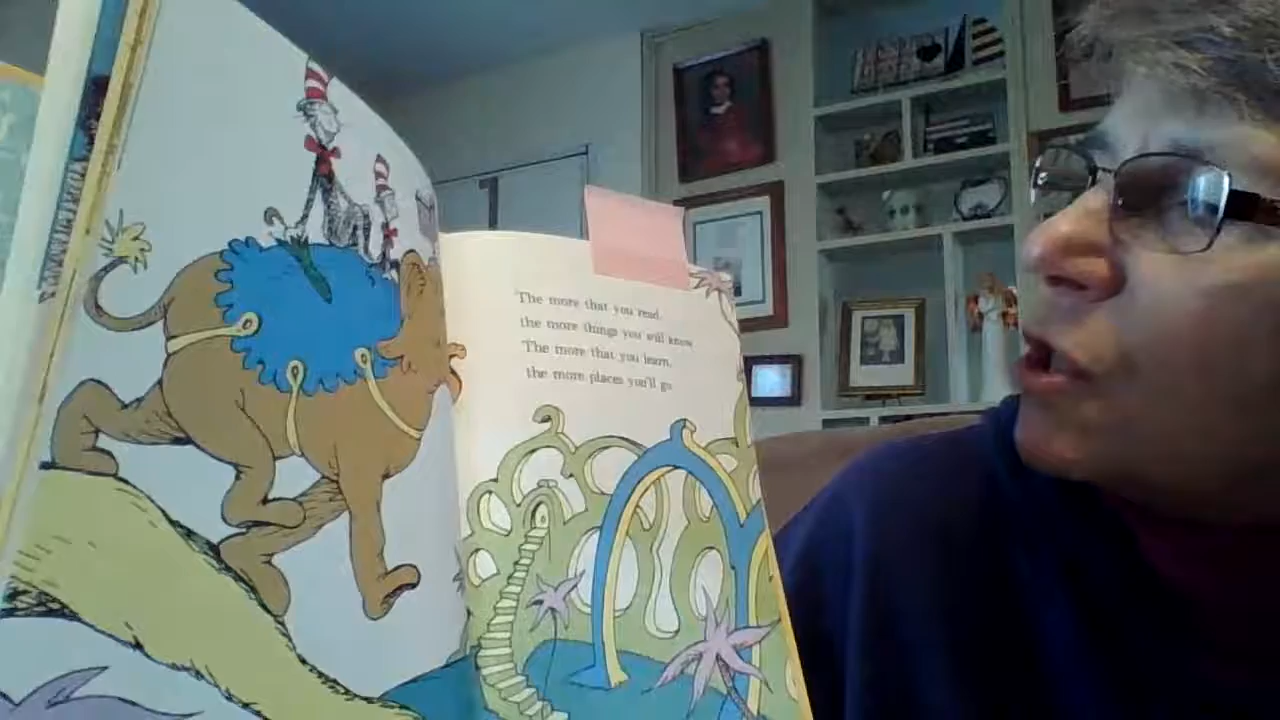 The more that you read,
the more things you will know.
The more that you learn,
the more places you'll go.